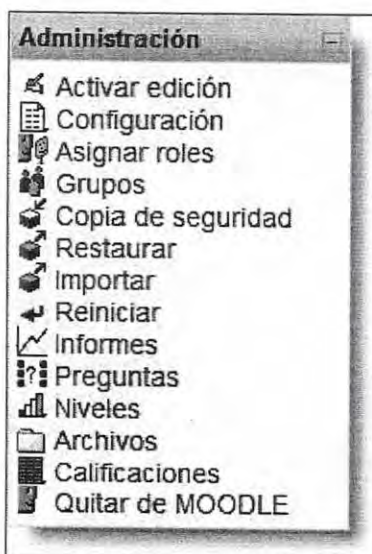 Administración
Activar edición
Configuración
Asignar roles
Grupos
Copia de seguridad
Restaurar
Importar
Reiniciar
Informes
Preguntas
Niveles
Archivos
Calificaciones
Quitar de MOODLE